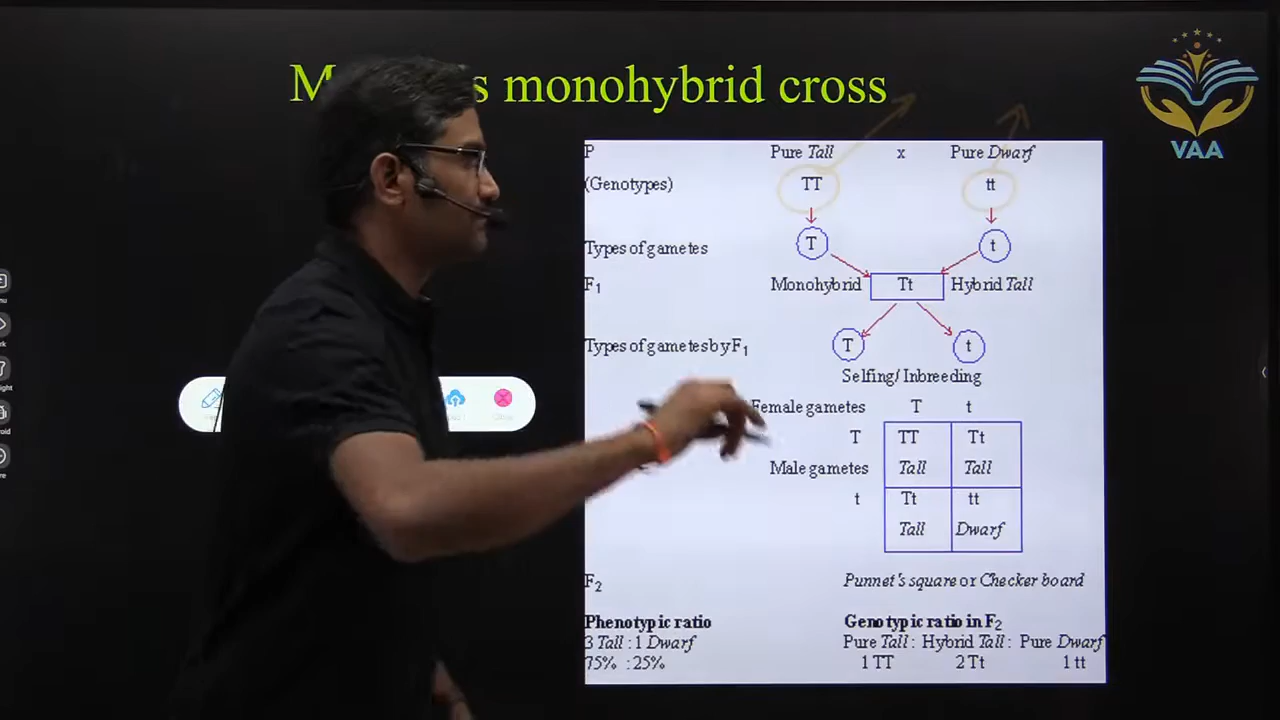 monohybrid cross
VAA
P Pure Tall x Pure Dwarf
(Genotypes) TT tt
Types of gametes T t
F1 Monohybrid Tt Hybrid Tall
Types of gametes by F1 T t
Selfing/ Inbreeding
Female gametes T t
T TT Tt
Male gametes Tall Tall
t Tt tt
Tall Dwarf
F2 Punnet's square or Checker board
Phenotypic ratio Genotypic ratio in F2
3 Tall : 1 Dwarf Pure Tall : Hybrid Tall : Pure Dwarf
75% : 25% 1 TT 2 Tt 1 tt